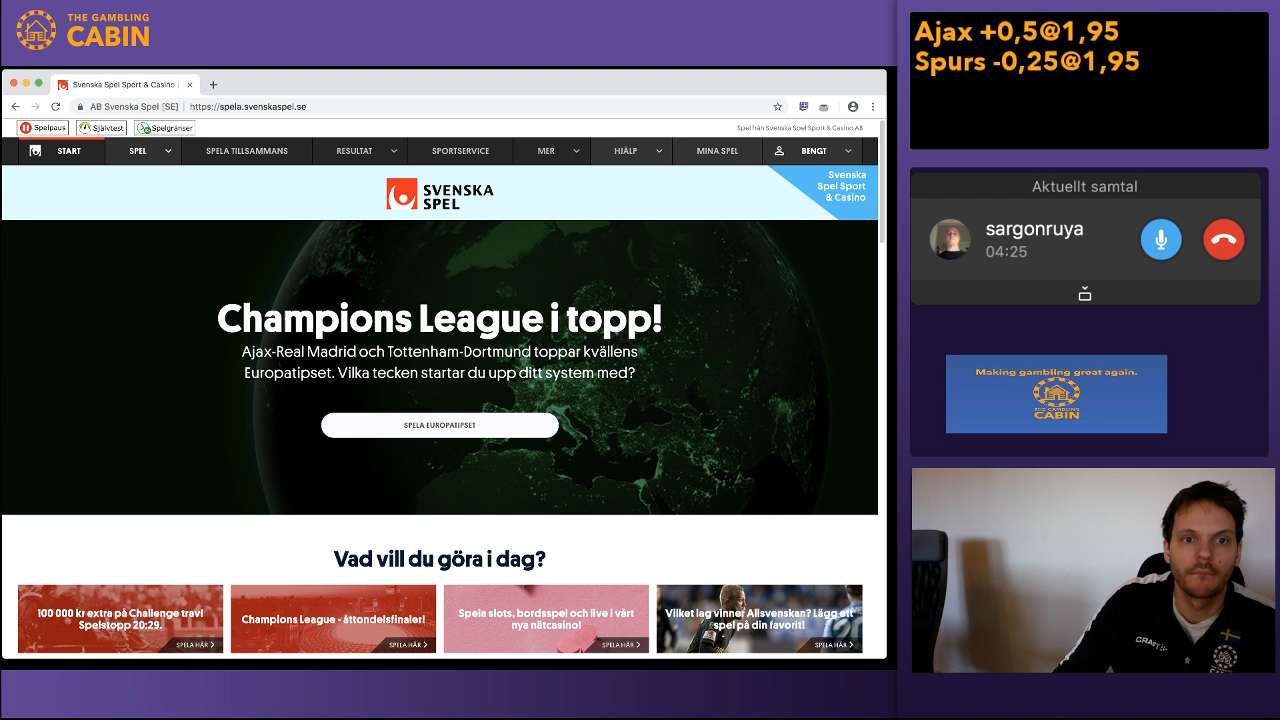 THE GAMBLING
CABIN
Ajax +0,5@1,95
Spurs -0,25@1,95
Svenska Spel Sport & Casino |
AB Svenska Spel [SE] | https://spela.svenskaspel.se
Spelpaus
Självtest
Spelgränser
Spel från Svenska Spel Sport & Casino AB
START
SPEL
SPELA TILLSAMMANS
RESULTAT
SPORTSERVICE
MER
HJÄLP
MINA SPEL
BENGT
SVENSKA
SPEL
Svenska
Spel Sport
& Casino
Aktuellt samtal
sargonruya
04:25
Champions League i topp!
Ajax-Real Madrid och Tottenham-Dortmund toppar kvällens
Europatipset. Vilka tecken startar du upp ditt system med?
SPELA EUROPATIPSET
Making gambling great again.
THE GAMBLING
CABIN
Vad vill du göra i dag?
100 000 kr extra på Challenge trav!
Spelstopp 20:29.
SPELA HÄR
Champions League - åttondelsfinaler!
SPELA HÄR
Spela slots, bordsspel och live i vårt
nya nätcasino!
SPELA HÄR
Vilket lag vinner Allsvenskan? Lägg ett
spel på din favorit!
SPELA HÄR
CRAFT